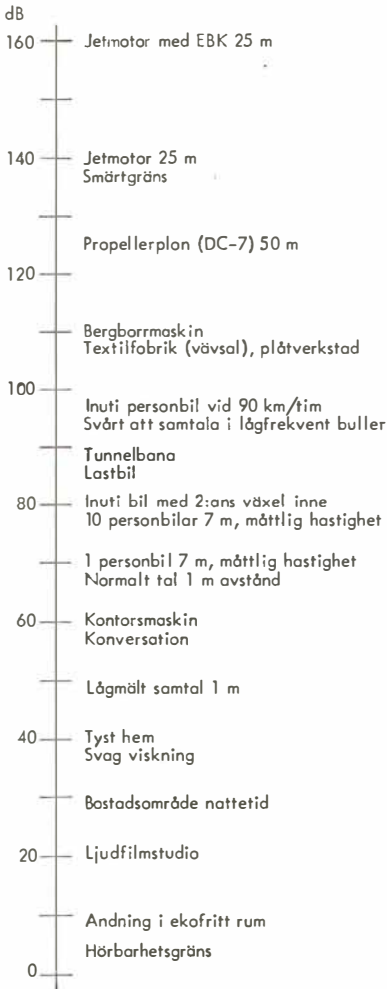 dB
160 Jetmotor med EBK 25 m
140 Jetmotor 25 m
Smärtgräns
Propellerplon (DC-7) 50 m
120
Bergborrmaskin
Textilfabrik (vävsal), plåtverkstad
100
Inuti personbil vid 90 km/tim
Svårt att samtala i lågfrekvent buller
Tunnelbana
Lastbil
80 Inuti bil med 2:ans växel inne
10 personbilar 7 m, måttlig hastighet
1 personbil 7 m, måttlig hastighet
Normalt tal 1 m avstånd
60 Kontorsmaskin
Konversation
Lågmält samtal 1 m
40 Tyst hem
Svag viskning
Bostadsområde nattetid
20 Ljudfilmstudio
Andning i ekofritt rum
Hörbarhetsgräns
0